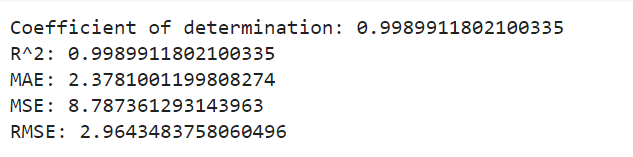 Coefficient of determination: 0.9989911802100335
R^2: 0.9989911802100335
MAE: 2.3781001199808274
MSE: 8.787361293143963
RMSE: 2.9643483758060496